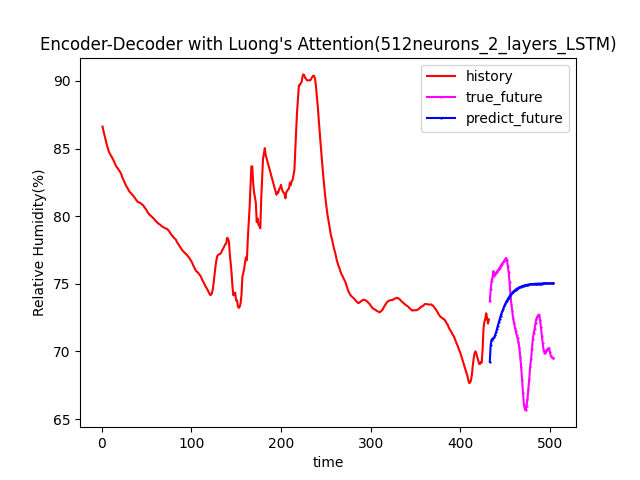 Encoder-Decoder with Luong's Attention(512neurons_2_layers_LSTM)
history
true_future
predict_future
Relative Humidity(%)
90
85
80
75
70
65
0 100 200 300 400 500
time